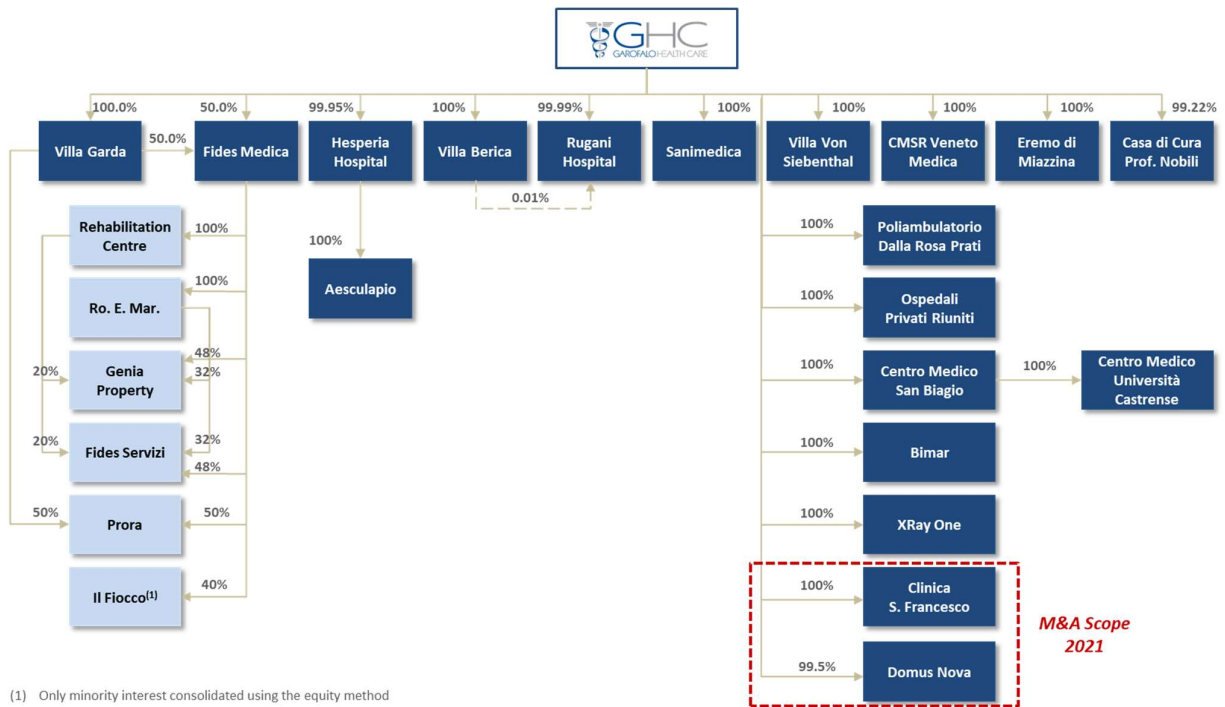 GHC
GAROFALO HEALTH CARE
100.0%
50.0%
99.95%
100%
99.99%
100%
100%
100%
100%
99.22%
Villa Garda
50.0%
Fides Medica
Hesperia
Hospital
Villa Berica
Rugani
Hospital
Sanimedica
Villa Von
Siebenthal
CMSR Veneto
Medica
Eremo di
Miazzina
Casa di Cura
Prof. Nobili
0.01%
Rehabilitation
Centre
100%
100%
Aesculapio
100%
Poliambulatorio
Dalla Rosa Prati
Ro. E. Mar.
100%
100%
Ospedali
Privati Riuniti
20%
Genia
Property
48%
32%
100%
Centro Medico
San Biagio
100%
Centro Medico
Università
Castrense
20%
Fides Servizi
32%
48%
100%
Bimar
50%
Prora
50%
100%
XRay One
Il Fiocco(1)
40%
100%
Clinica
S. Francesco
M&A Scope
2021
99.5%
Domus Nova
(1) Only minority interest consolidated using the equity method